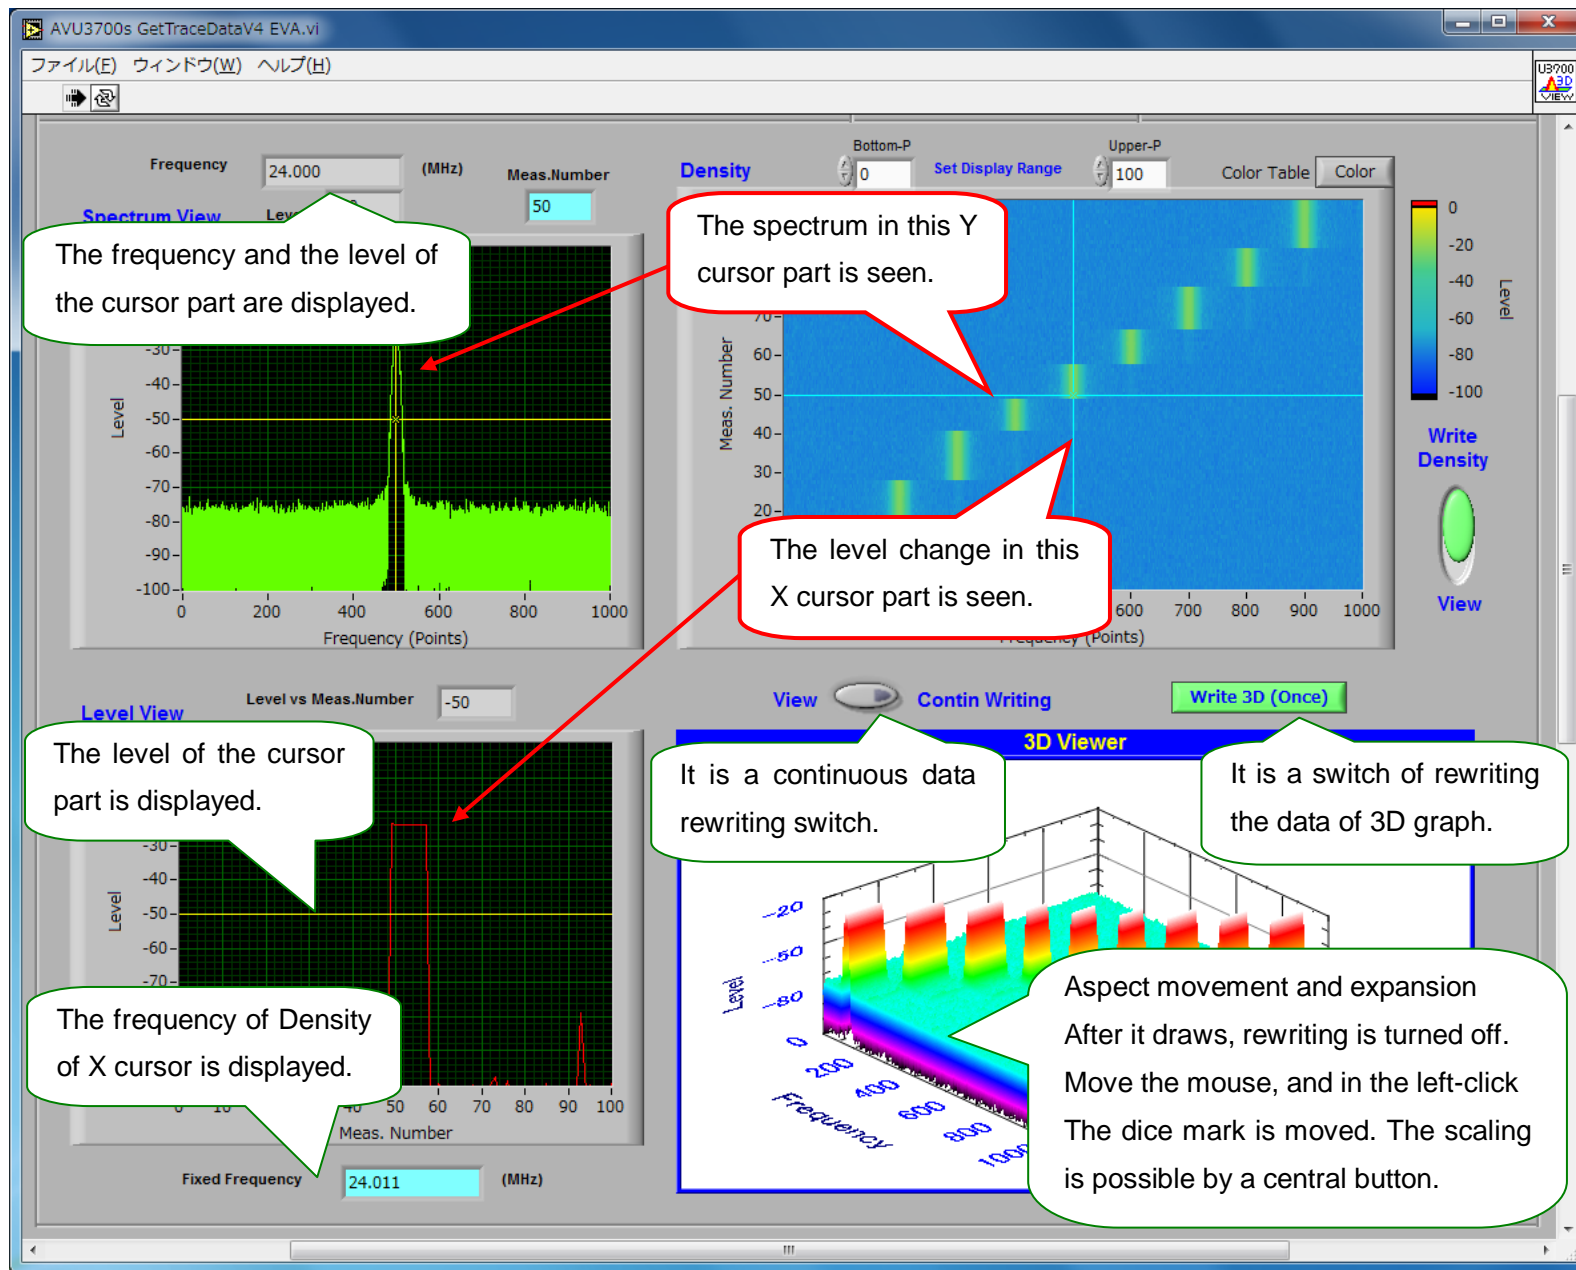 AVU3700s GetTraceDataV4 EVA.vi
ファイル(F) ウィンドウ(W) ヘルプ(H)
U3700
3D
VIEW
Frequency
24.000
(MHz)
Meas.Number
50
Spectrum View
The frequency and the level of
the cursor part are displayed.
Level
-30
-40
-50
-60
-70
-80
-90
-100
0 200 400 600 800 1000
Frequency (Points)
Density
Bottom-P
0
Set Display Range
Upper-P
100
Color Table
Color
The spectrum in this Y
cursor part is seen.
Meas. Number
70
60
50
40
30
20
The level change in this
X cursor part is seen.
600 700 800 900 1000
Frequency (Points)
0
-20
-40
-60
-80
-100
Level
Write
Density
View
Level View
Level vs Meas.Number
-50
The level of the cursor
part is displayed.
Level
-30
-40
-50
-60
-70
The frequency of Density
of X cursor is displayed.
0 10 40 50 60 70 80 90 100
Meas. Number
Fixed Frequency
24.011
(MHz)
View
Contin Writing
Write 3D (Once)
3D Viewer
It is a continuous data
rewriting switch.
It is a switch of rewriting
the data of 3D graph.
-20
-50
-80
Level
0
200
400
600
800
1000
Frequency
Aspect movement and expansion
After it draws, rewriting is turned off.
Move the mouse, and in the left-click
The dice mark is moved. The scaling
is possible by a central button.